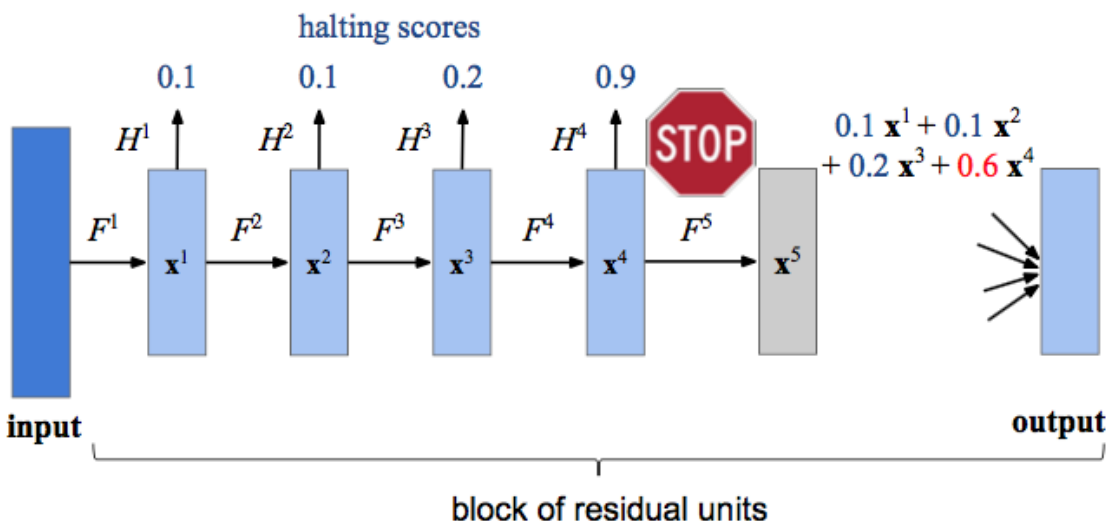 halting scores
0.1 0.1 0.2 0.9
H¹ H² H³ H⁴
STOP
0.1 x¹ + 0.1 x²
+ 0.2 x³ + 0.6 x⁴
F¹ F² F³ F⁴ F⁵
x¹ x² x³ x⁴ x⁵
input output
block of residual units